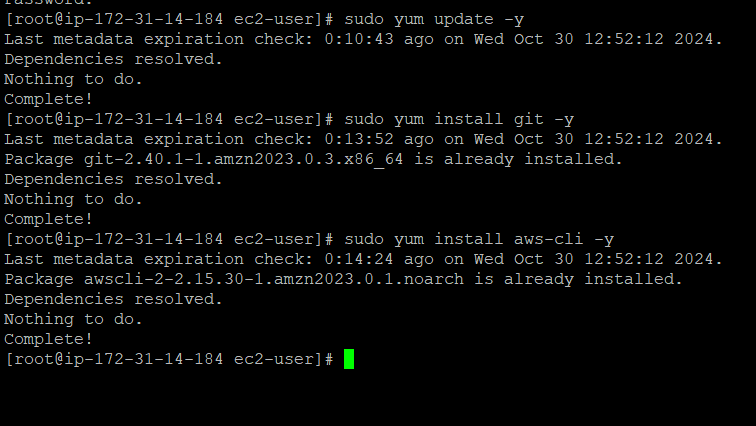 Password:
[root@ip-172-31-14-184 ec2-user]# sudo yum update -y
Last metadata expiration check: 0:10:43 ago on Wed Oct 30 12:52:12 2024.
Dependencies resolved.
Nothing to do.
Complete!
[root@ip-172-31-14-184 ec2-user]# sudo yum install git -y
Last metadata expiration check: 0:13:52 ago on Wed Oct 30 12:52:12 2024.
Package git-2.40.1-1.amzn2023.0.3.x86_64 is already installed.
Dependencies resolved.
Nothing to do.
Complete!
[root@ip-172-31-14-184 ec2-user]# sudo yum install aws-cli -y
Last metadata expiration check: 0:14:24 ago on Wed Oct 30 12:52:12 2024.
Package awscli-2-2.15.30-1.amzn2023.0.1.noarch is already installed.
Dependencies resolved.
Nothing to do.
Complete!
[root@ip-172-31-14-184 ec2-user]#